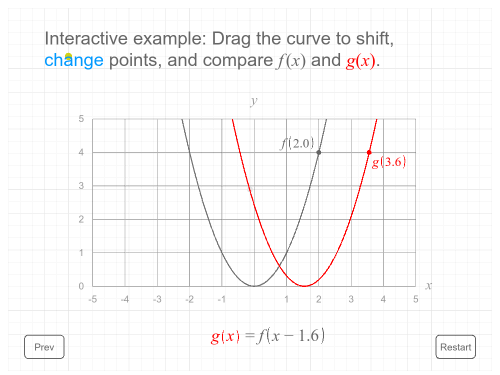 Interactive example: Drag the curve to shift,
change points, and compare f(x) and g(x).
y
5
f(2.0)
4
g(3.6)
3
2
1
0
x
-5 -4 -3 -2 -1 1 2 3 4 5
g(x) = f(x − 1.6)
Prev
Restart